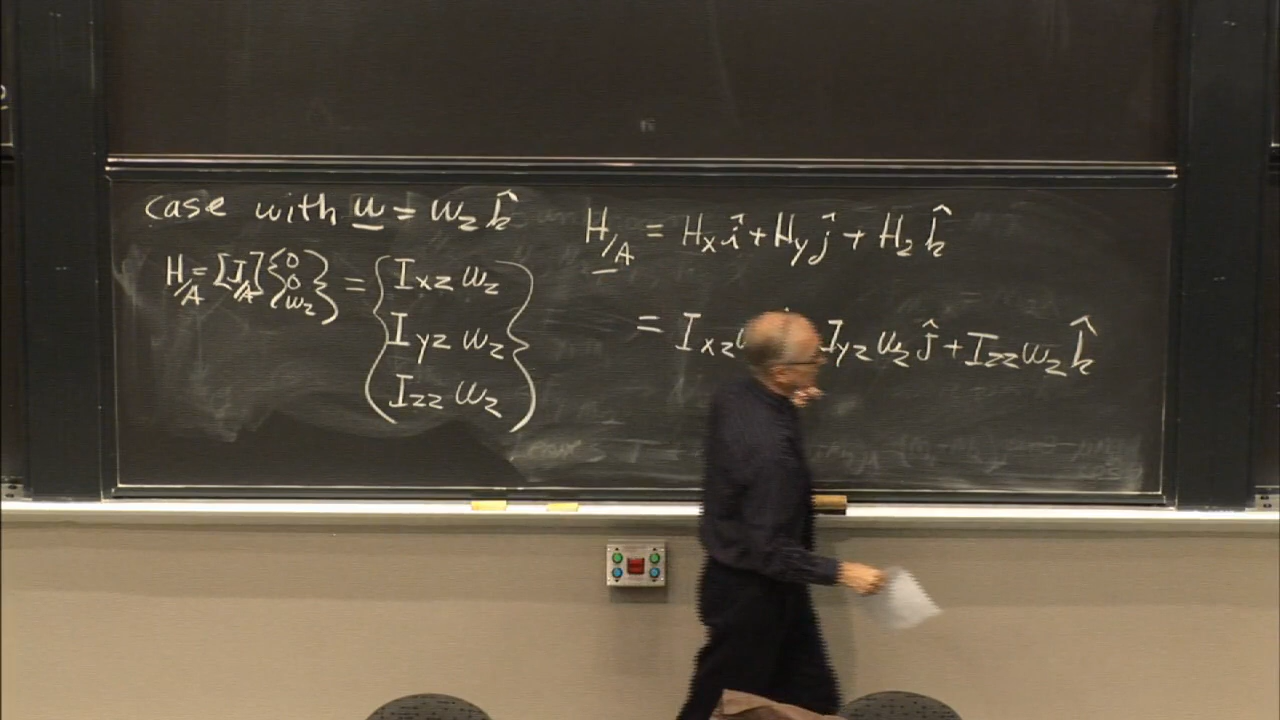 case with ω = ω_z k̂
H_/A = [I_/A] {0 0 ω_z} = {I_xz ω_z
I_yz ω_z
I_zz ω_z}
H_/A = H_x î + H_y ĵ + H_z k̂
= I_xz ω I_yz ω_z ĵ + I_zz ω_z k̂